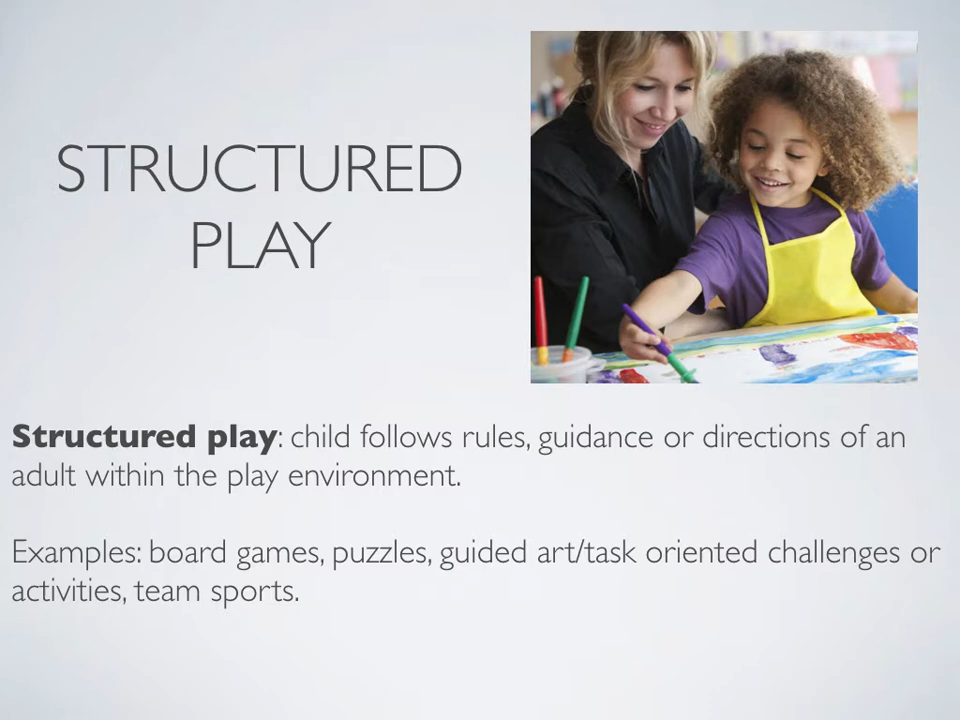 STRUCTURED
PLAY
Structured play: child follows rules, guidance or directions of an
adult within the play environment.
Examples: board games, puzzles, guided art/task oriented challenges or
activities, team sports.